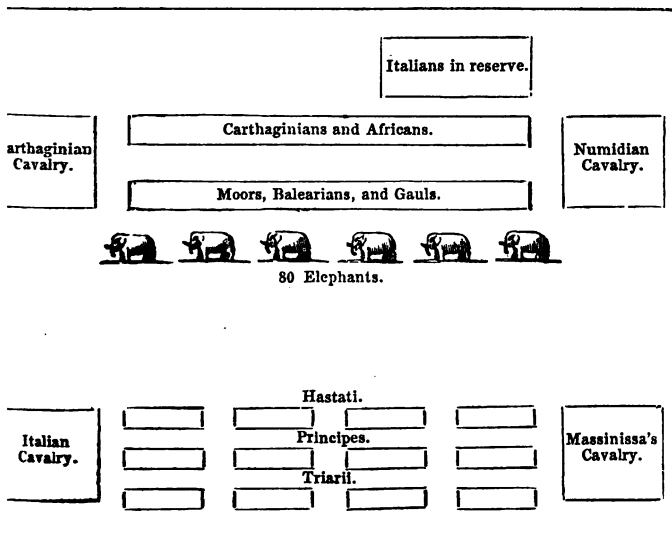 Italians in reserve.
Carthaginians and Africans.
arthaginian
Cavalry.
Numidian
Cavalry.
Moors, Balearians, and Gauls.
80 Elephants.
Hastati.
Italian
Cavalry.
Principes.
Massinissa's
Cavalry.
Triarii.